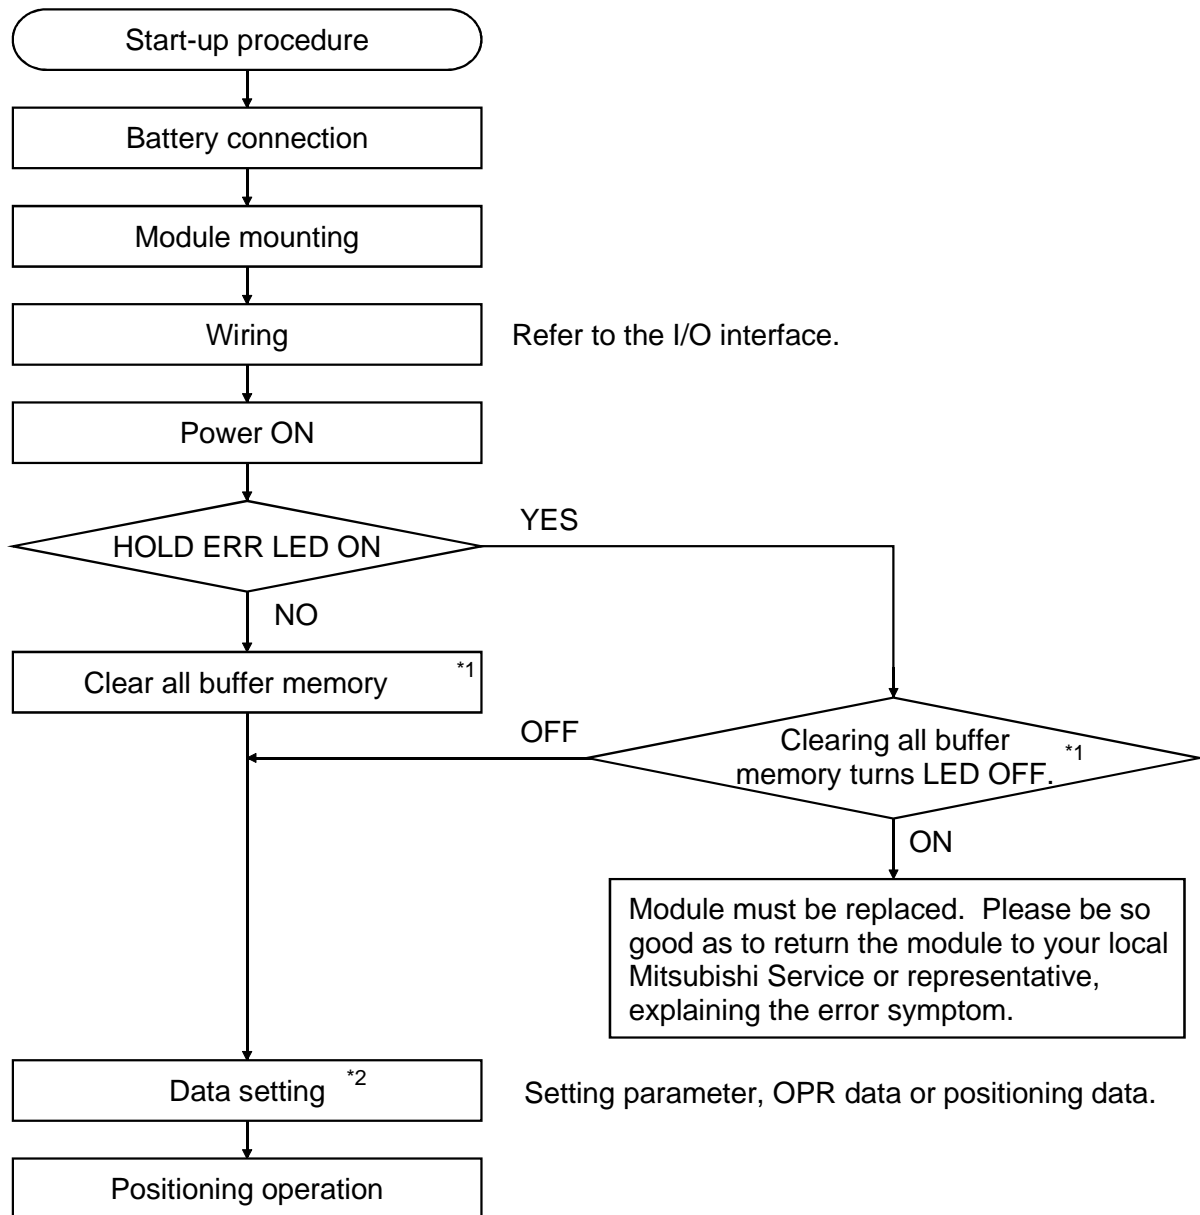 Start-up procedure
Battery connection
Module mounting
Wiring
Refer to the I/O interface.
Power ON
YES
HOLD ERR LED ON
NO
Clear all buffer memory *1
OFF
Clearing all buffer
memory turns LED OFF. *1
ON
Module must be replaced. Please be so
good as to return the module to your local
Mitsubishi Service or representative,
explaining the error symptom.
Data setting *2
Setting parameter, OPR data or positioning data.
Positioning operation